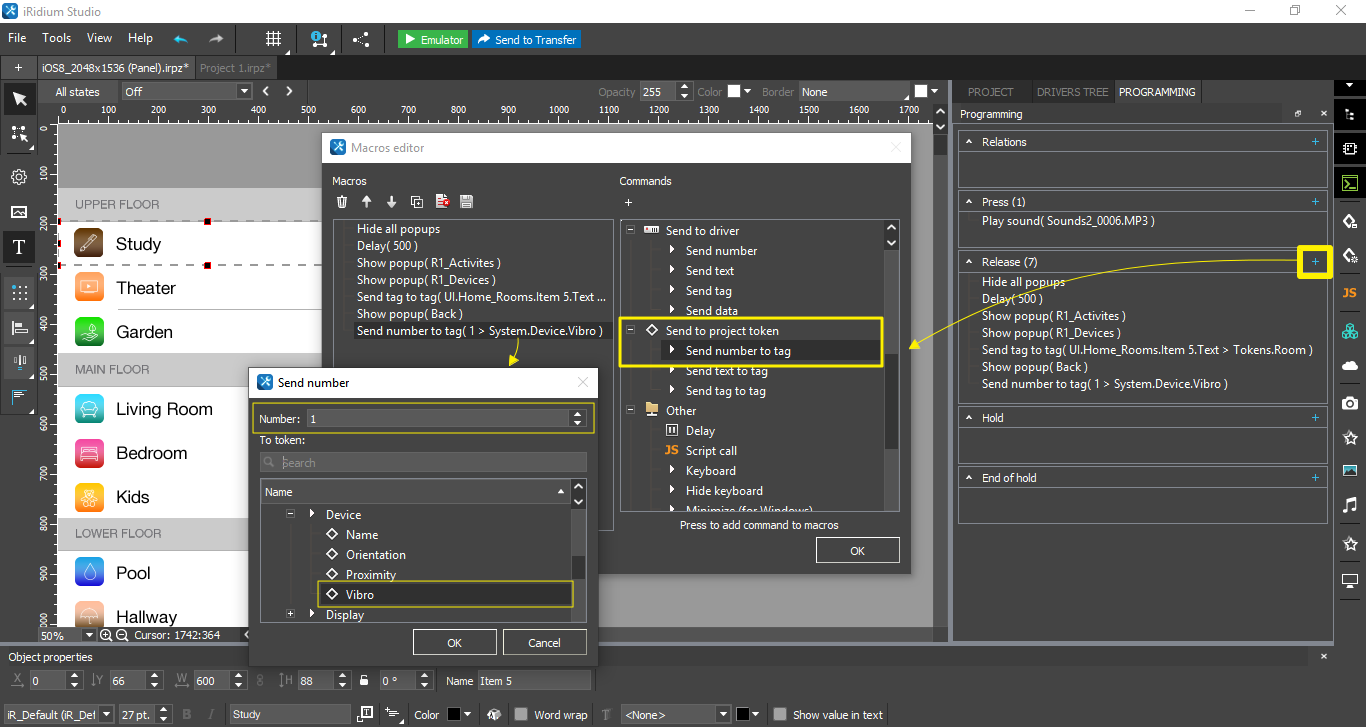 iRidium Studio
File Tools View Help Emulator Send to Transfer
+ iOS8_2048x1536 (Panel).irpz* Project 1.irpz*
All states Off Opacity 255 Color Border None
0 100 200 300 400 500 600 700 800 900 1000 1100 1200 1300 1400 1500 1600 1700
0
100
200
300
400
500
600
700
800
900
1000
UPPER FLOOR
Study
Theater
Garden
MAIN FLOOR
Living Room
Bedroom
Kids
LOWER FLOOR
Pool
Hallway
50% Cursor: 1742:364
Macros editor
Macros
Hide all popups
Delay( 500 )
Show popup( R1_Activites )
Show popup( R1_Devices )
Send tag to tag( UI.Home_Rooms.Item 5.Text ...
Show popup( Back )
Send number to tag( 1 > System.Device.Vibro )
Commands
+
Send to driver
Send number
Send text
Send tag
Send data
Send to project token
Send number to tag
Send text to tag
Send tag to tag
Other
Delay
JS Script call
Keyboard
Hide keyboard
Minimize (for Windows)
Press to add command to macros
OK
Send number
Number: 1
To token:
Search
Name
Device
Name
Orientation
Proximity
Vibro
Display
OK Cancel
PROJECT DRIVERS TREE PROGRAMMING
Programming
Relations +
Press (1) +
Play sound( Sounds2_0006.MP3 )
Release (7) +
Hide all popups
Delay( 500 )
Show popup( R1_Activites )
Show popup( R1_Devices )
Send tag to tag( UI.Home_Rooms.Item 5.Text > Tokens.Room )
Show popup( Back )
Send number to tag( 1 > System.Device.Vibro )
Hold +
End of hold +
JS
Object properties
X 0 Y 66 W 600 H 88 0 ° Name Item 5
iR_Default (iR_Def 27 pt. B I Study Color Word wrap T <None> Show value in text